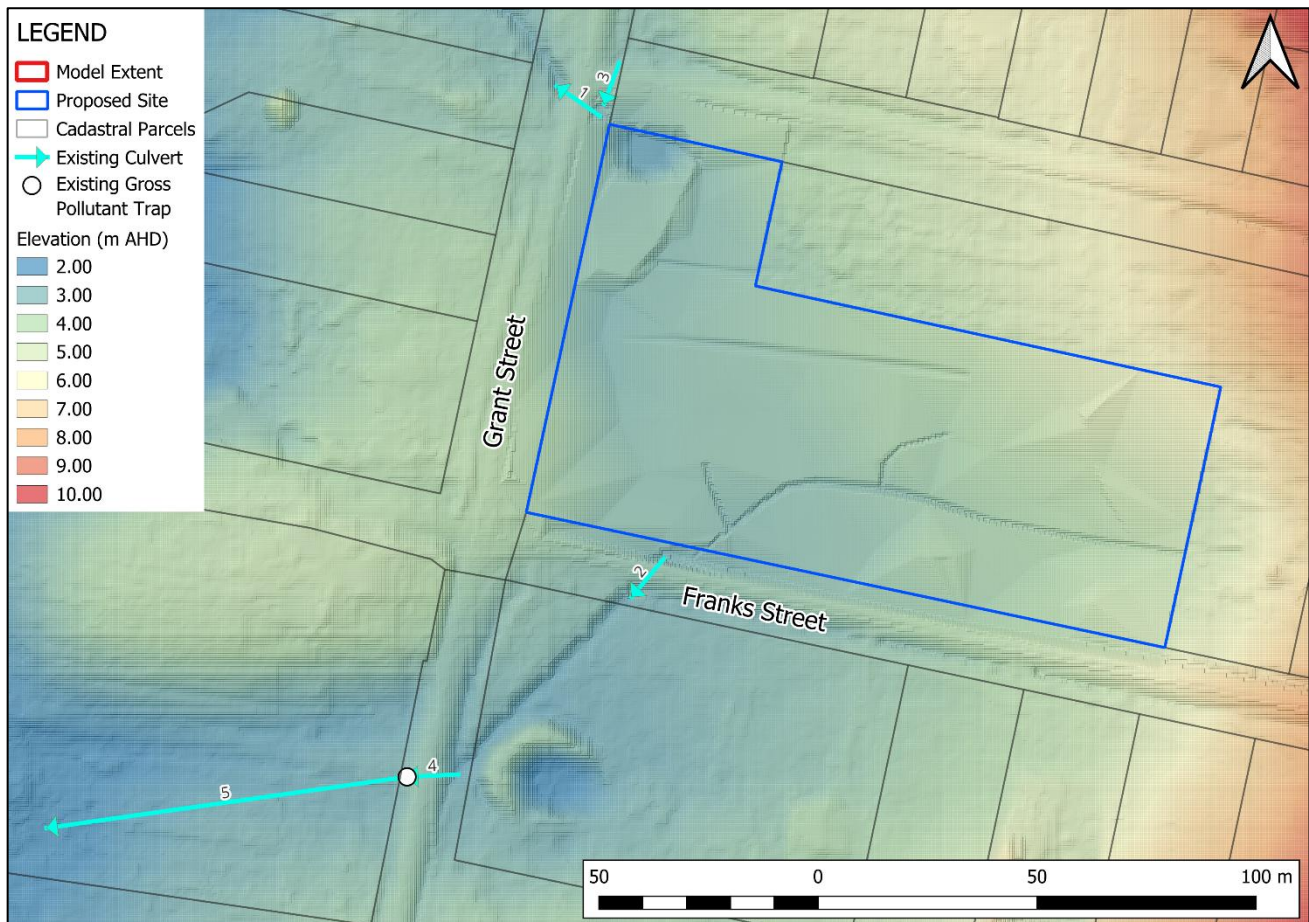 LEGEND
Model Extent
Proposed Site
Cadastral Parcels
Existing Culvert
Existing Gross
Pollutant Trap
Elevation (m AHD)
2.00
3.00
4.00
5.00
6.00
7.00
8.00
9.00
10.00
3
1
Grant Street
2
Franks Street
4
5
50 0 50 100 m